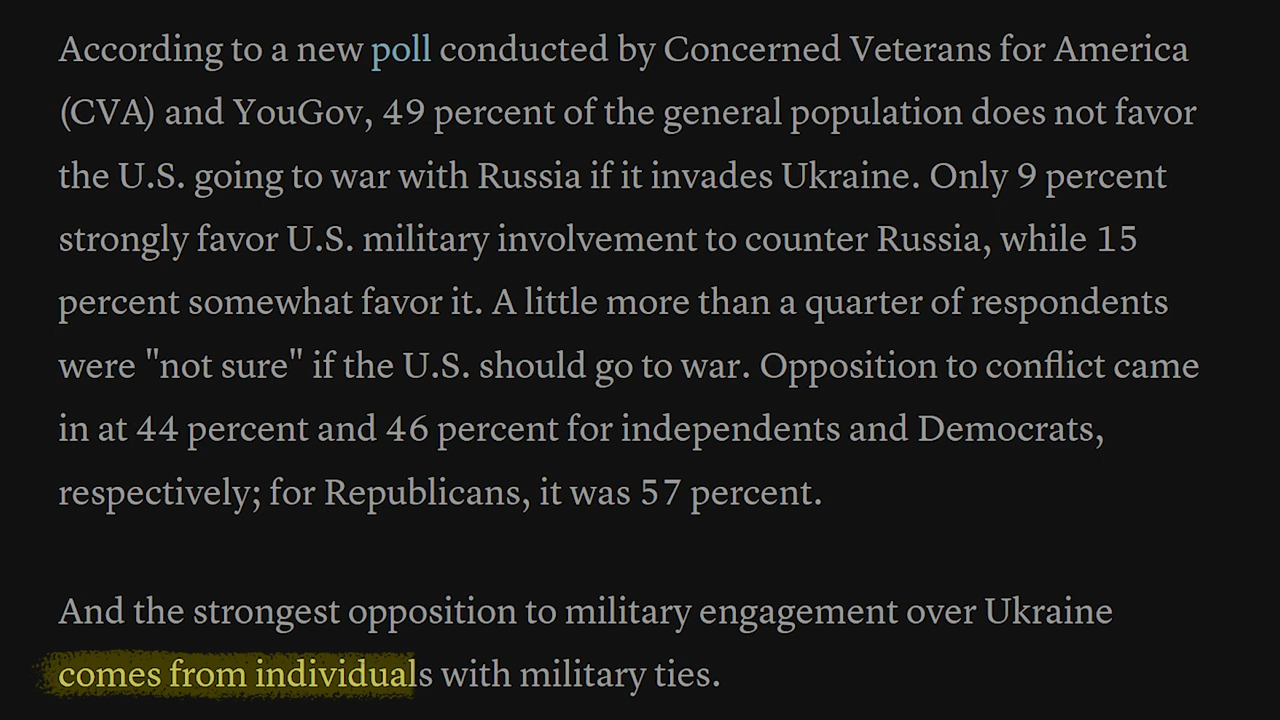 According to a new poll conducted by Concerned Veterans for America
(CVA) and YouGov, 49 percent of the general population does not favor
the U.S. going to war with Russia if it invades Ukraine. Only 9 percent
strongly favor U.S. military involvement to counter Russia, while 15
percent somewhat favor it. A little more than a quarter of respondents
were "not sure" if the U.S. should go to war. Opposition to conflict came
in at 44 percent and 46 percent for independents and Democrats,
respectively; for Republicans, it was 57 percent.
And the strongest opposition to military engagement over Ukraine
comes from individuals with military ties.